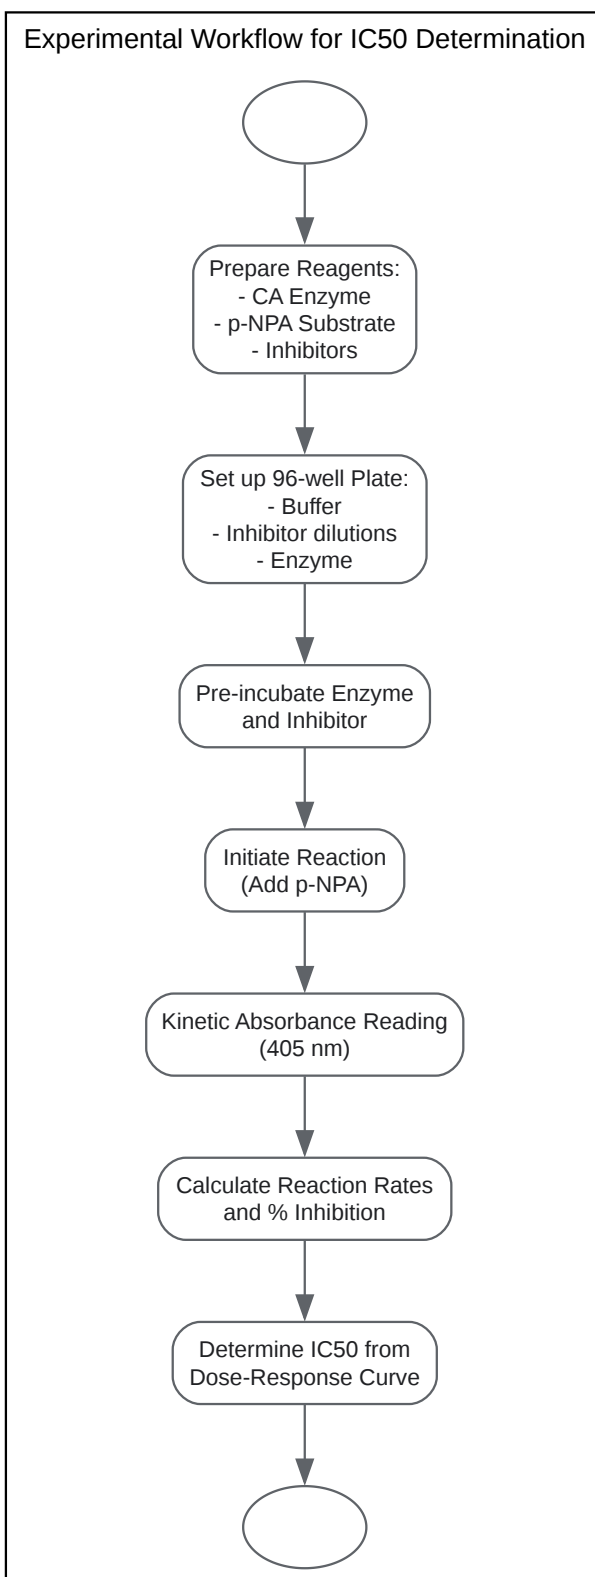 Experimental Workflow for IC50 Determination
Prepare Reagents:
- CA Enzyme
- p-NPA Substrate
- Inhibitors
Set up 96-well Plate:
- Buffer
- Inhibitor dilutions
- Enzyme
Pre-incubate Enzyme
and Inhibitor
Initiate Reaction
(Add p-NPA)
Kinetic Absorbance Reading
(405 nm)
Calculate Reaction Rates
and % Inhibition
Determine IC50 from
Dose-Response Curve